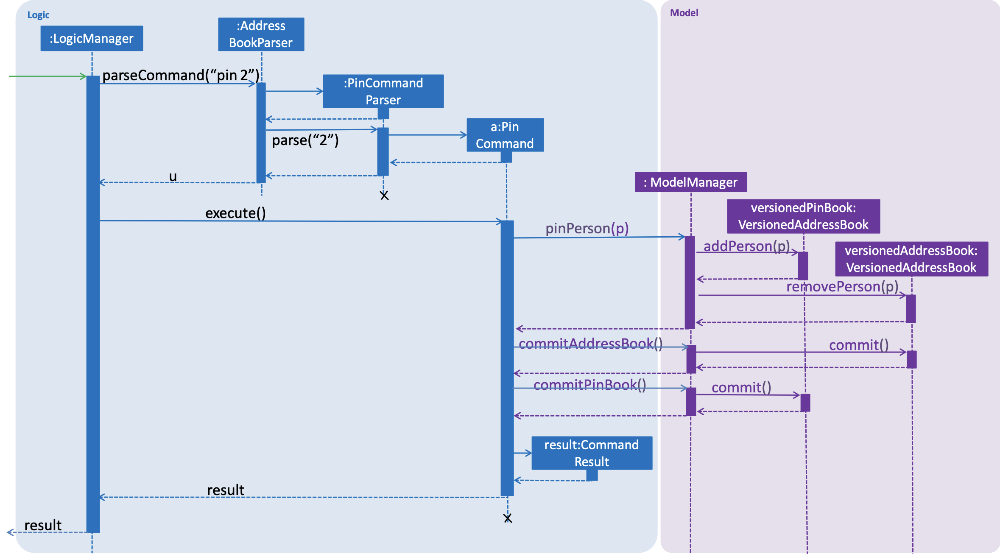 Logic
Model
:LogicManager
:Address
BookParser
parseCommand(“pin 2”)
:PinCommand
Parser
parse(“2”)
a:Pin
Command
u
: ModelManager
versionedPinBook:
VersionedAddressBook
execute()
pinPerson(p)
addPerson(p)
versionedAddressBook:
VersionedAddressBook
removePerson(p)
commitAddressBook()
commit()
commitPinBook()
commit()
result:Command
Result
result
result